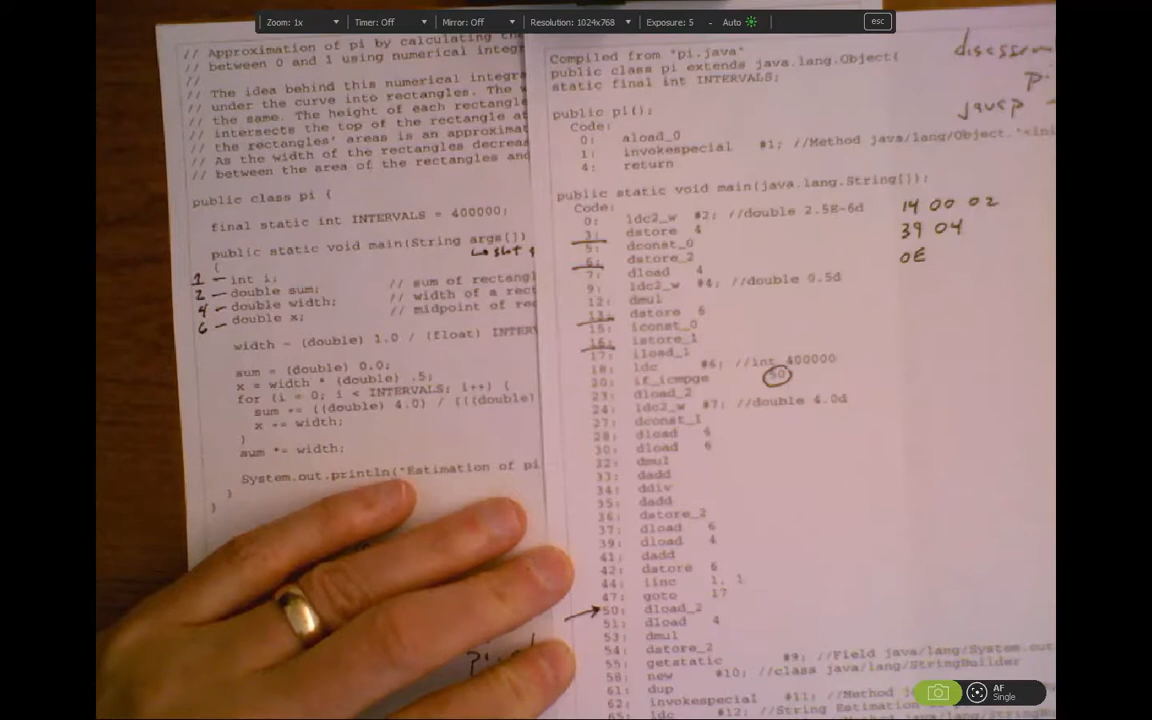 Zoom: 1x Timer: Off Mirror: Off Resolution: 1024x768 Exposure: 5 - Auto esc
// Approximation of pi by calculating the
// between 0 and 1 using numerical integr
//
// The idea behind this numerical integra
// under the curve into rectangles. The w
// the same. The height of each rectangle
// intersects the top of the rectangle at
// the rectangles' areas is an approximat
// As the width of the rectangles decrea
// between the area of the rectangles and
public class pi {
final static int INTERVALS = 400000;
public static void main(String args[])
slot
{
1 - int i;
2 - double sum; // sum of rectang
4 - double width; // width of a rect
6 - double x; // midpoint of rec
width = (double) 1.0 / (float) INTER
sum = (double) 0.0;
x = width * (double) .5;
for (i = 0; i < INTERVALS; i++) {
sum += ((double) 4.0) / (((double)
x += width;
}
sum *= width;
System.out.println("Estimation of pi
}
}
Compiled from "pi.java"
public class pi extends java.lang.Object{
static final int INTERVALS;
javap
public pi();
Code:
0: aload_0
1: invokespecial #1; //Method java/lang/Object."<ini
4: return
public static void main(java.lang.String[]);
Code:
0: ldc2_w #2; //double 2.5E-6d 14 00 02
3: dstore 4 39 04
5: dconst_0 0E
6: dstore_2
7: dload 4
9: ldc2_w #4; //double 0.5d
12: dmul
13: dstore 6
15: iconst_0
16: istore_1
17: iload_1
18: ldc #6; //int 400000
20: if_icmpge 50
23: dload_2
24: ldc2_w #7; //double 4.0d
27: dconst_1
28: dload 6
30: dload 6
32: dmul
33: dadd
34: ddiv
35: dadd
36: dstore_2
37: dload 6
39: dload 4
41: dadd
42: dstore 6
44: iinc 1, 1
47: goto 17
50: dload_2
51: dload 4
53: dmul
54: dstore_2
55: getstatic #9; //Field java/lang/System.out
58: new #10; //class java/lang/StringBuilder
61: dup
62: invokespecial #11; //Method
65: ldc #12; //String Estimation
AF
Single